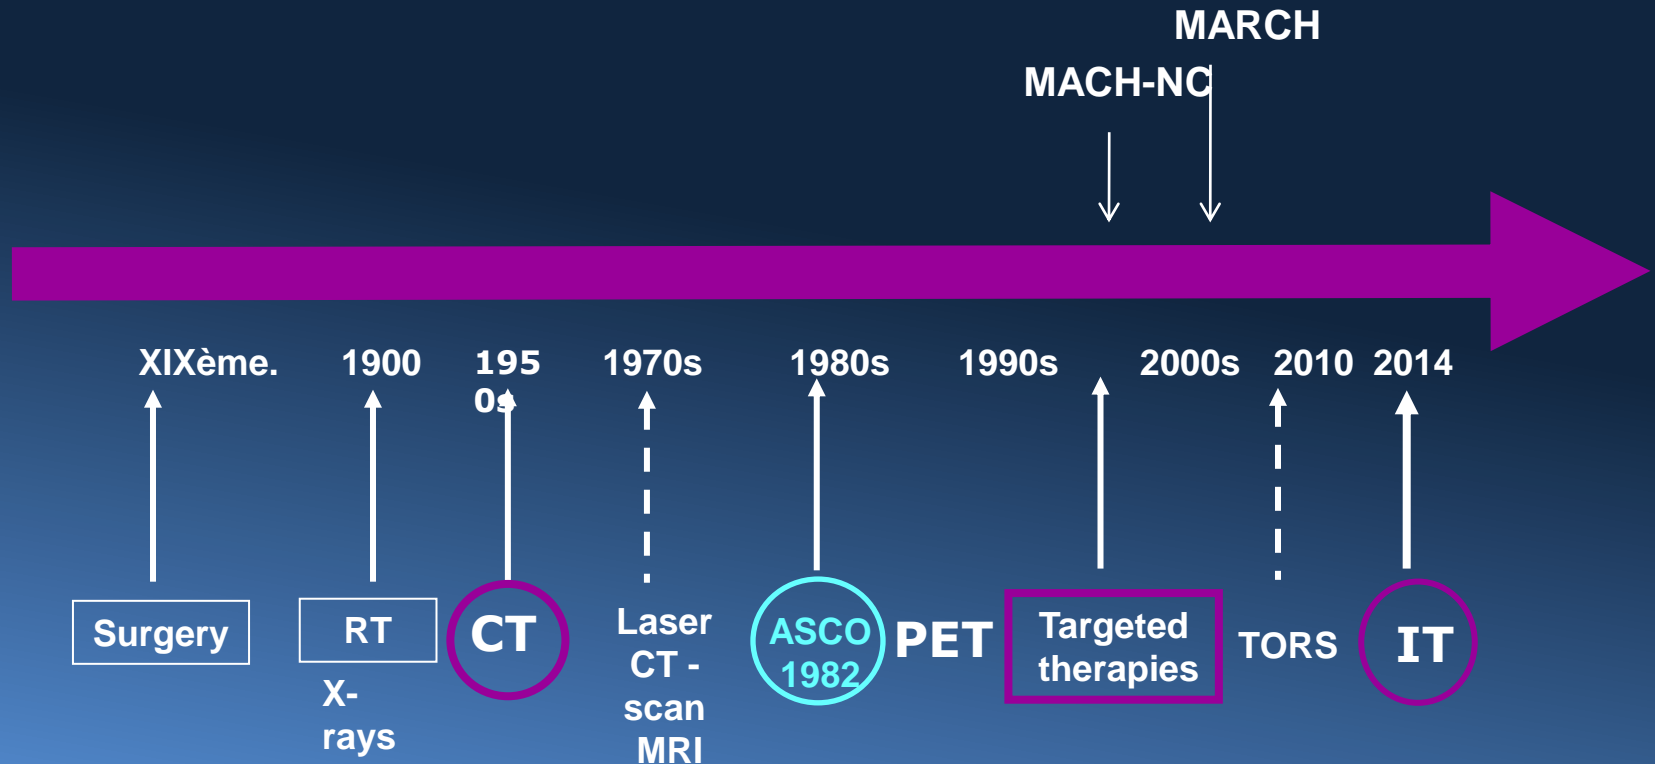 MARCH
MACH-NC
XIXème.
1900
195
0s
1970s
1980s
1990s
2000s
2010
2014
Surgery
RT
X-
rays
CT
Laser
CT -
scan
MRI
ASCO
1982
PET
Targeted
therapies
TORS
IT